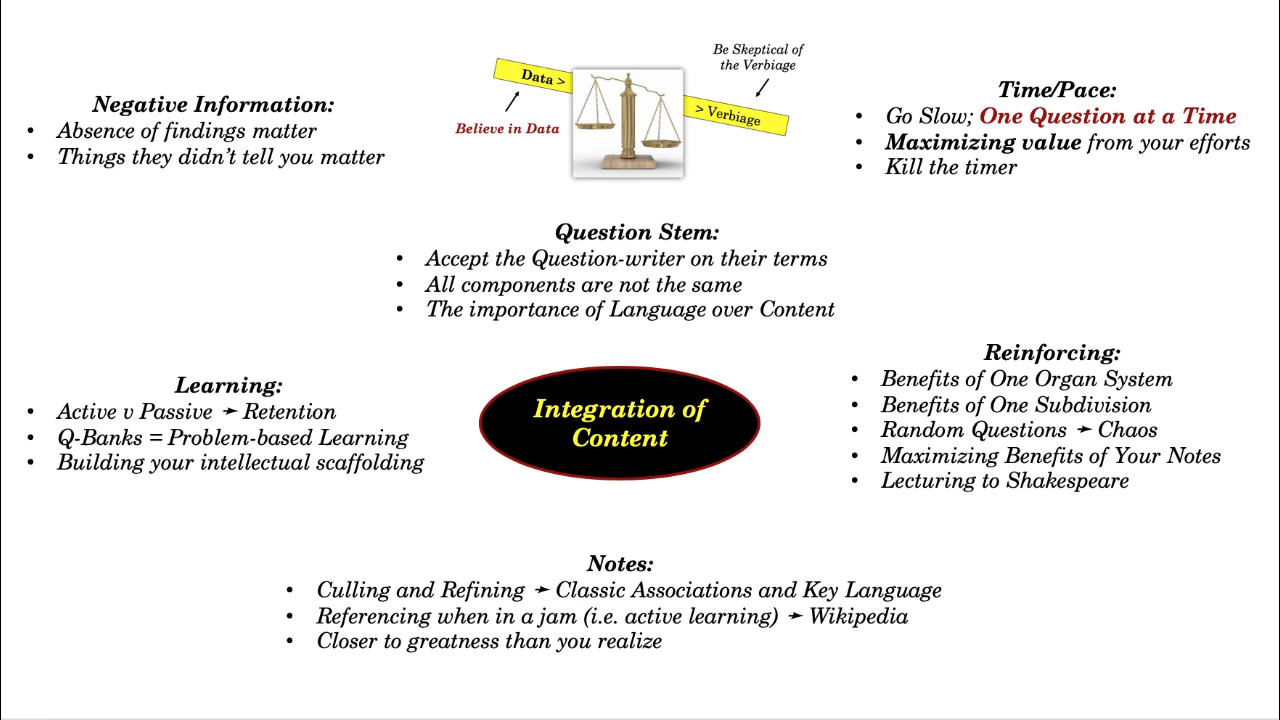 Negative Information:
• Absence of findings matter
• Things they didn't tell you matter
Data >
Believe in Data
Be Skeptical of
the Verbiage
> Verbiage
Time/Pace:
• Go Slow; One Question at a Time
• Maximizing value from your efforts
• Kill the timer
Question Stem:
• Accept the Question-writer on their terms
• All components are not the same
• The importance of Language over Content
Learning:
• Active v Passive ➛ Retention
• Q-Banks = Problem-based Learning
• Building your intellectual scaffolding
Integration of
Content
Reinforcing:
• Benefits of One Organ System
• Benefits of One Subdivision
• Random Questions ➛ Chaos
• Maximizing Benefits of Your Notes
• Lecturing to Shakespeare
Notes:
• Culling and Refining ➛ Classic Associations and Key Language
• Referencing when in a jam (i.e. active learning) ➛ Wikipedia
• Closer to greatness than you realize